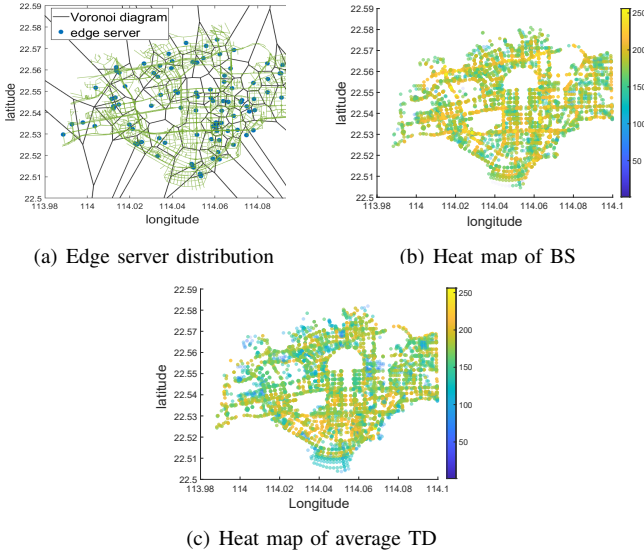 Voronoi diagram
edge server
22.59
22.58
22.57
22.56
22.55
22.54
22.53
22.52
22.51
22.5
latitude
113.98 114 114.02 114.04 114.06 114.08
longitude
(a) Edge server distribution
22.59
22.58
22.57
22.56
22.55
22.54
22.53
22.52
22.51
22.5
latitude
113.98 114 114.02 114.04 114.06 114.08 114.1
longitude
250
200
150
100
50
(b) Heat map of BS
22.59
22.58
22.57
22.56
22.55
22.54
22.53
22.52
22.51
22.5
latitude
113.98 114 114.02 114.04 114.06 114.08 114.1
Longitude
250
200
150
100
50
(c) Heat map of average TD